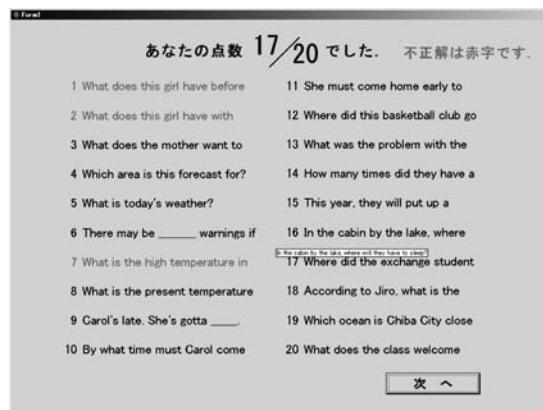 Form1
あなたの点数 17/20 でした. 不正解は赤字です.
1 What does this girl have before
2 What does this girl have with
3 What does the mother want to
4 Which area is this forecast for?
5 What is today's weather?
6 There may be ______ warnings if
7 What is the high temperature in
8 What is the present temperature
9 Carol's late. She's gotta ____.
10 By what time must Carol come
11 She must come home early to
12 Where did this basketball club go
13 What was the problem with the
14 How many times did they have a
15 This year, they will put up a
16 In the cabin by the lake, where
In the cabin by the lake, where will they have to sleep?
17 Where did the exchange student
18 According to Jiro, what is the
19 Which ocean is Chiba City close
20 What does the class welcome
次 へ